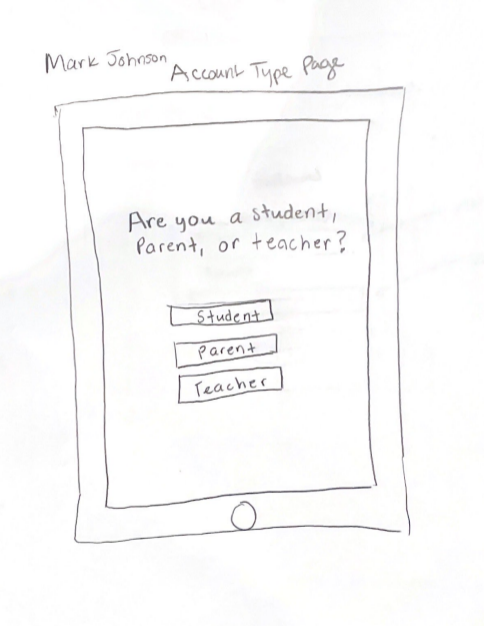 Mark Johnson
Account Type Page
Are you a student,
Parent, or teacher?
Student
Parent
Teacher